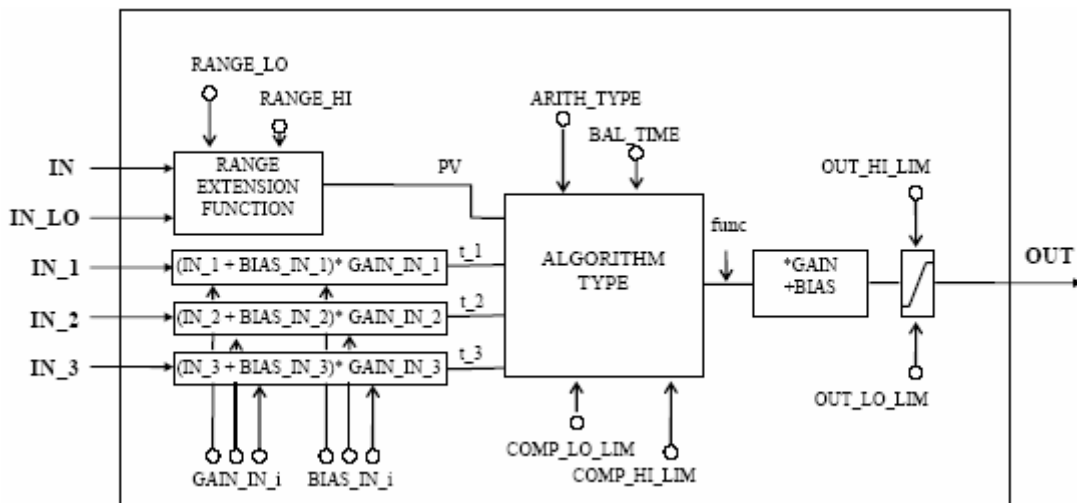 RANGE_LO
RANGE_HI
ARITH_TYPE
BAL_TIME
IN
RANGE
EXTENSION
FUNCTION
PV
OUT_HI_LIM
IN_LO
func
IN_1
(IN_1 + BIAS_IN_1)* GAIN_IN_1
t_1
ALGORITHM
TYPE
*GAIN
+BIAS
OUT
IN_2
(IN_2 + BIAS_IN_2)* GAIN_IN_2
t_2
IN_3
(IN_3 + BIAS_IN_3)* GAIN_IN_3
t_3
OUT_LO_LIM
COMP_LO_LIM
COMP_HI_LIM
GAIN_IN_i
BIAS_IN_i